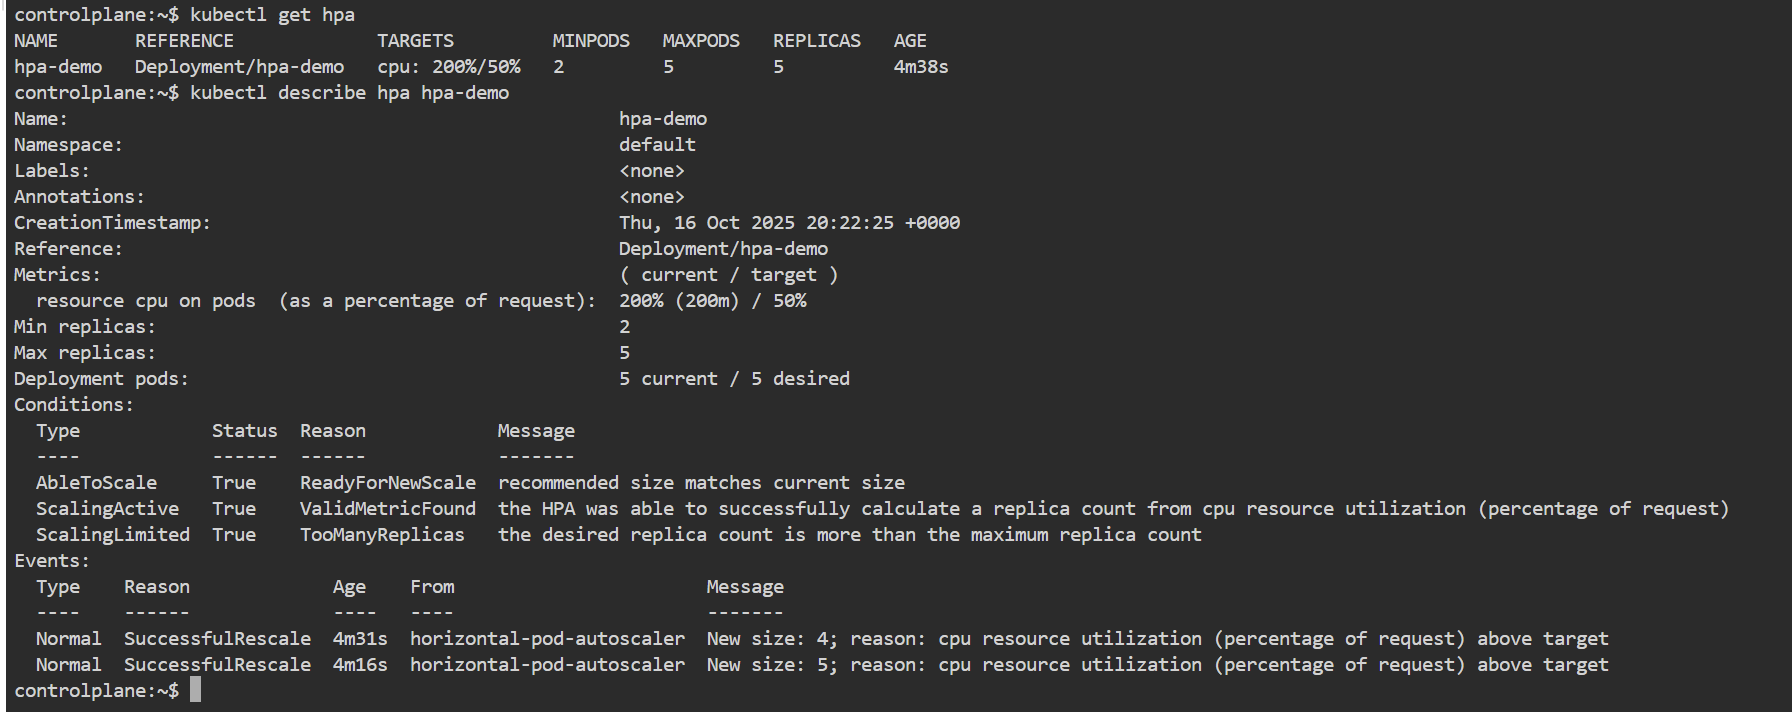 controlplane:~$ kubectl get hpa
NAME       REFERENCE             TARGETS         MINPODS   MAXPODS   REPLICAS   AGE
hpa-demo   Deployment/hpa-demo   cpu: 200%/50%   2         5         5          4m38s
controlplane:~$ kubectl describe hpa hpa-demo
Name:                                                  hpa-demo
Namespace:                                             default
Labels:                                                <none>
Annotations:                                           <none>
CreationTimestamp:                                     Thu, 16 Oct 2025 20:22:25 +0000
Reference:                                             Deployment/hpa-demo
Metrics:                                               ( current / target )
  resource cpu on pods  (as a percentage of request):  200% (200m) / 50%
Min replicas:                                          2
Max replicas:                                          5
Deployment pods:                                       5 current / 5 desired
Conditions:
  Type            Status  Reason            Message
  ----            ------  ------            -------
  AbleToScale     True    ReadyForNewScale  recommended size matches current size
  ScalingActive   True    ValidMetricFound  the HPA was able to successfully calculate a replica count from cpu resource utilization (percentage of request)
  ScalingLimited  True    TooManyReplicas   the desired replica count is more than the maximum replica count
Events:
  Type    Reason             Age    From                       Message
  ----    ------             ----   ----                       -------
  Normal  SuccessfulRescale  4m31s  horizontal-pod-autoscaler  New size: 4; reason: cpu resource utilization (percentage of request) above target
  Normal  SuccessfulRescale  4m16s  horizontal-pod-autoscaler  New size: 5; reason: cpu resource utilization (percentage of request) above target
controlplane:~$